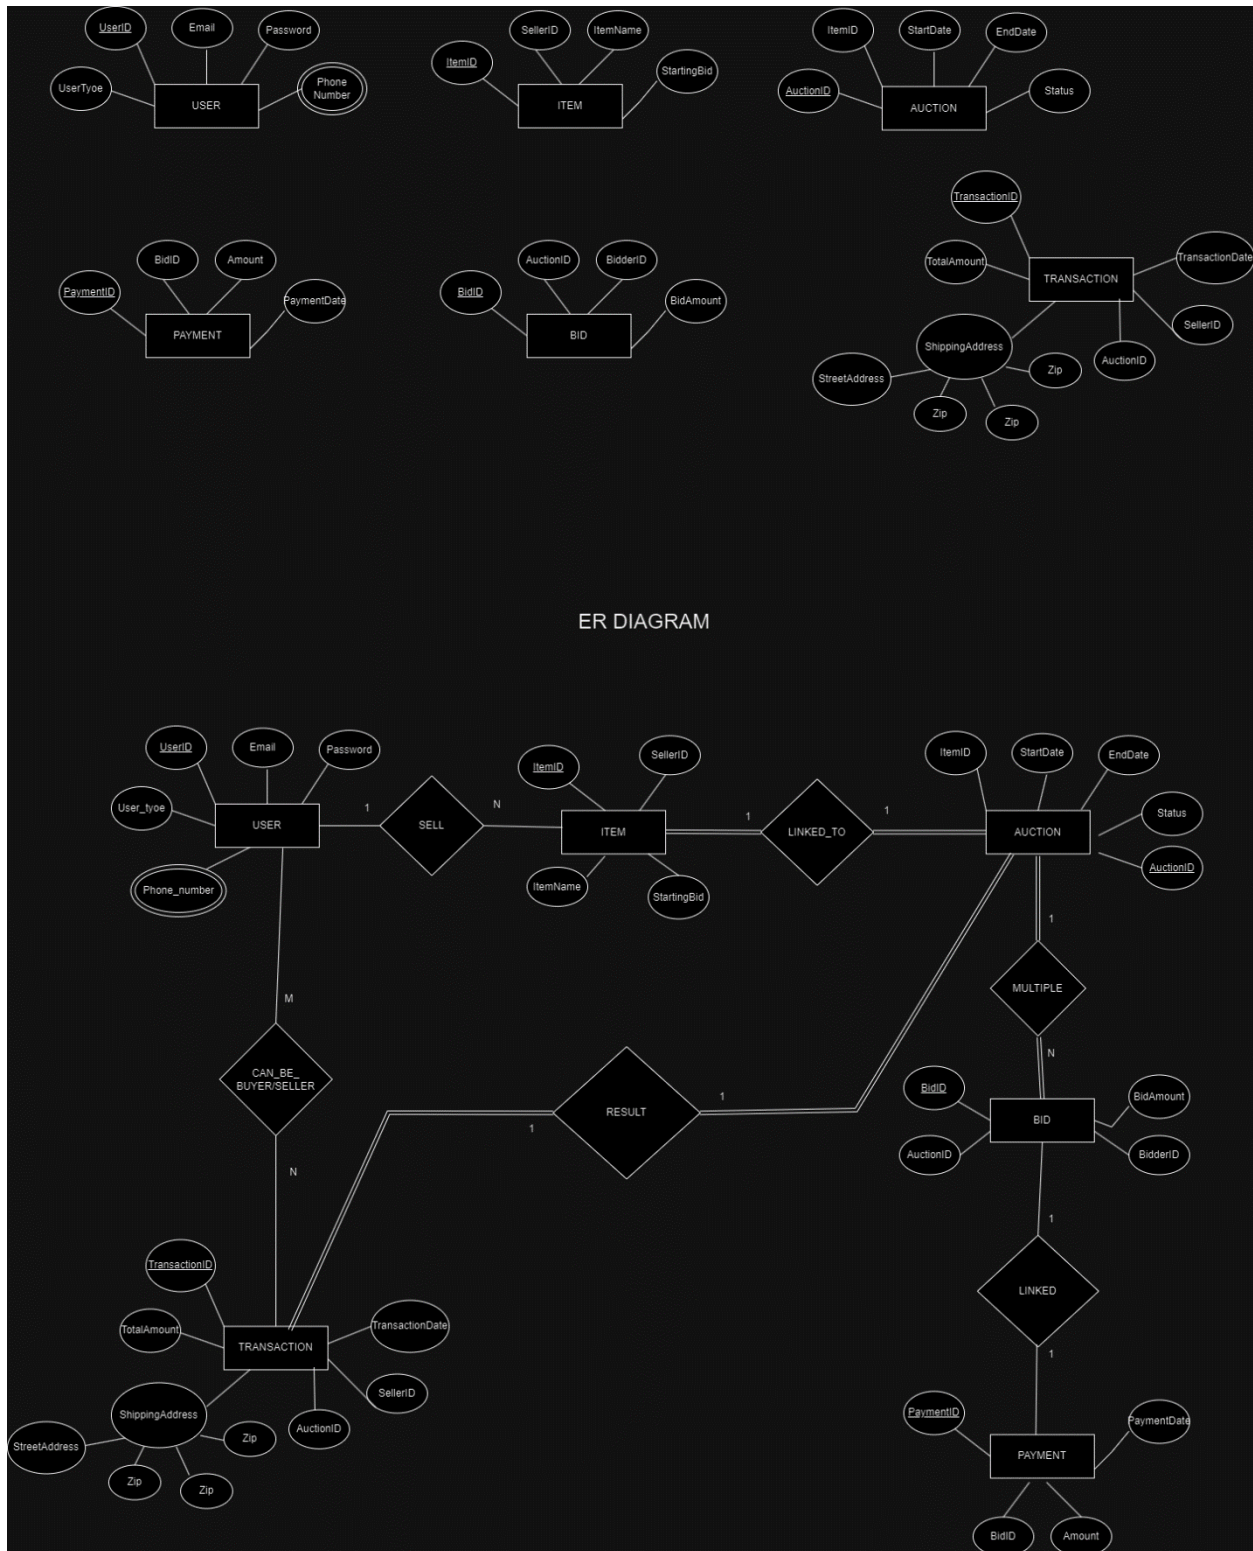 UserID
Email
Password
UserTyoe
Phone
Number
USER
SellerID
ItemName
ItemID
StartingBid
ITEM
ItemID
StartDate
EndDate
AuctionID
Status
AUCTION
BidID
Amount
PaymentID
PaymentDate
PAYMENT
AuctionID
BidderID
BidID
BidAmount
BID
TransactionID
TotalAmount
TransactionDate
TRANSACTION
SellerID
ShippingAddress
AuctionID
StreetAddress
Zip
Zip
Zip
ER DIAGRAM
UserID
Email
Password
User_tyoe
USER
Phone_number
1
SELL
N
ItemID
SellerID
ITEM
ItemName
StartingBid
1
LINKED_TO
1
ItemID
StartDate
EndDate
Status
AUCTION
AuctionID
1
MULTIPLE
N
M
CAN_BE_
BUYER/SELLER
N
1
RESULT
1
BidID
BidAmount
BID
AuctionID
BidderID
1
LINKED
1
TransactionID
TotalAmount
TransactionDate
TRANSACTION
SellerID
ShippingAddress
AuctionID
StreetAddress
Zip
Zip
Zip
PaymentID
PaymentDate
PAYMENT
BidID
Amount